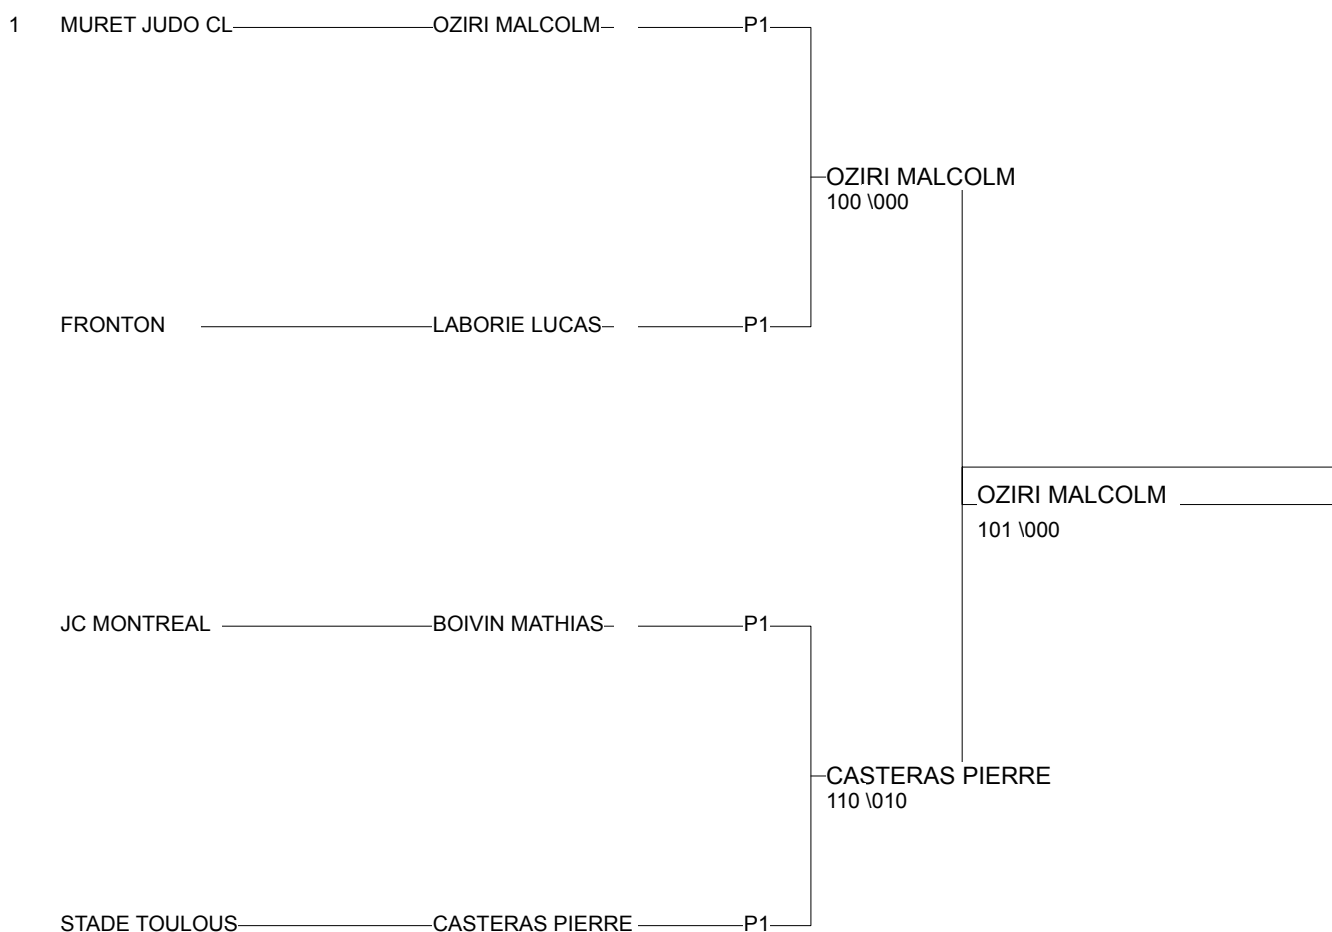 1 MURET JUDO CL OZIRI MALCOLM P1
OZIRI MALCOLM
100 \000
FRONTON LABORIE LUCAS P1
OZIRI MALCOLM
101 \000
JC MONTREAL BOIVIN MATHIAS P1
CASTERAS PIERRE
110 \010
STADE TOULOUS CASTERAS PIERRE P1